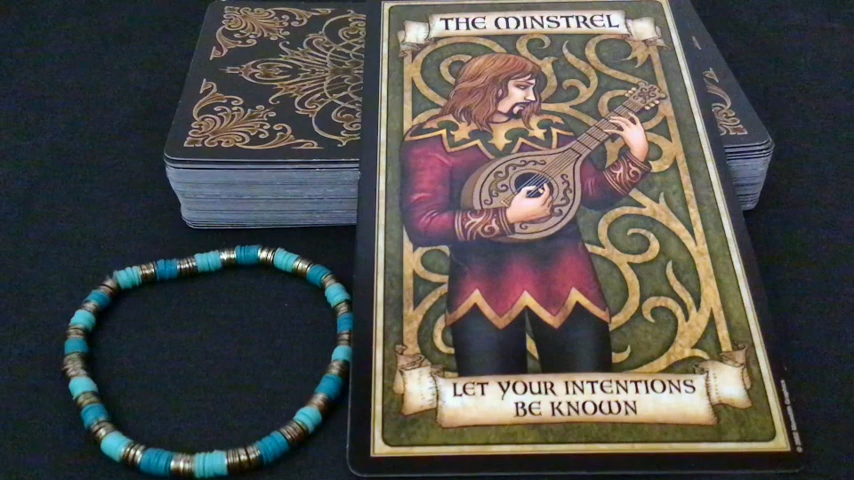 THE MINSTREL
LET YOUR INTENTIONS
BE KNOWN